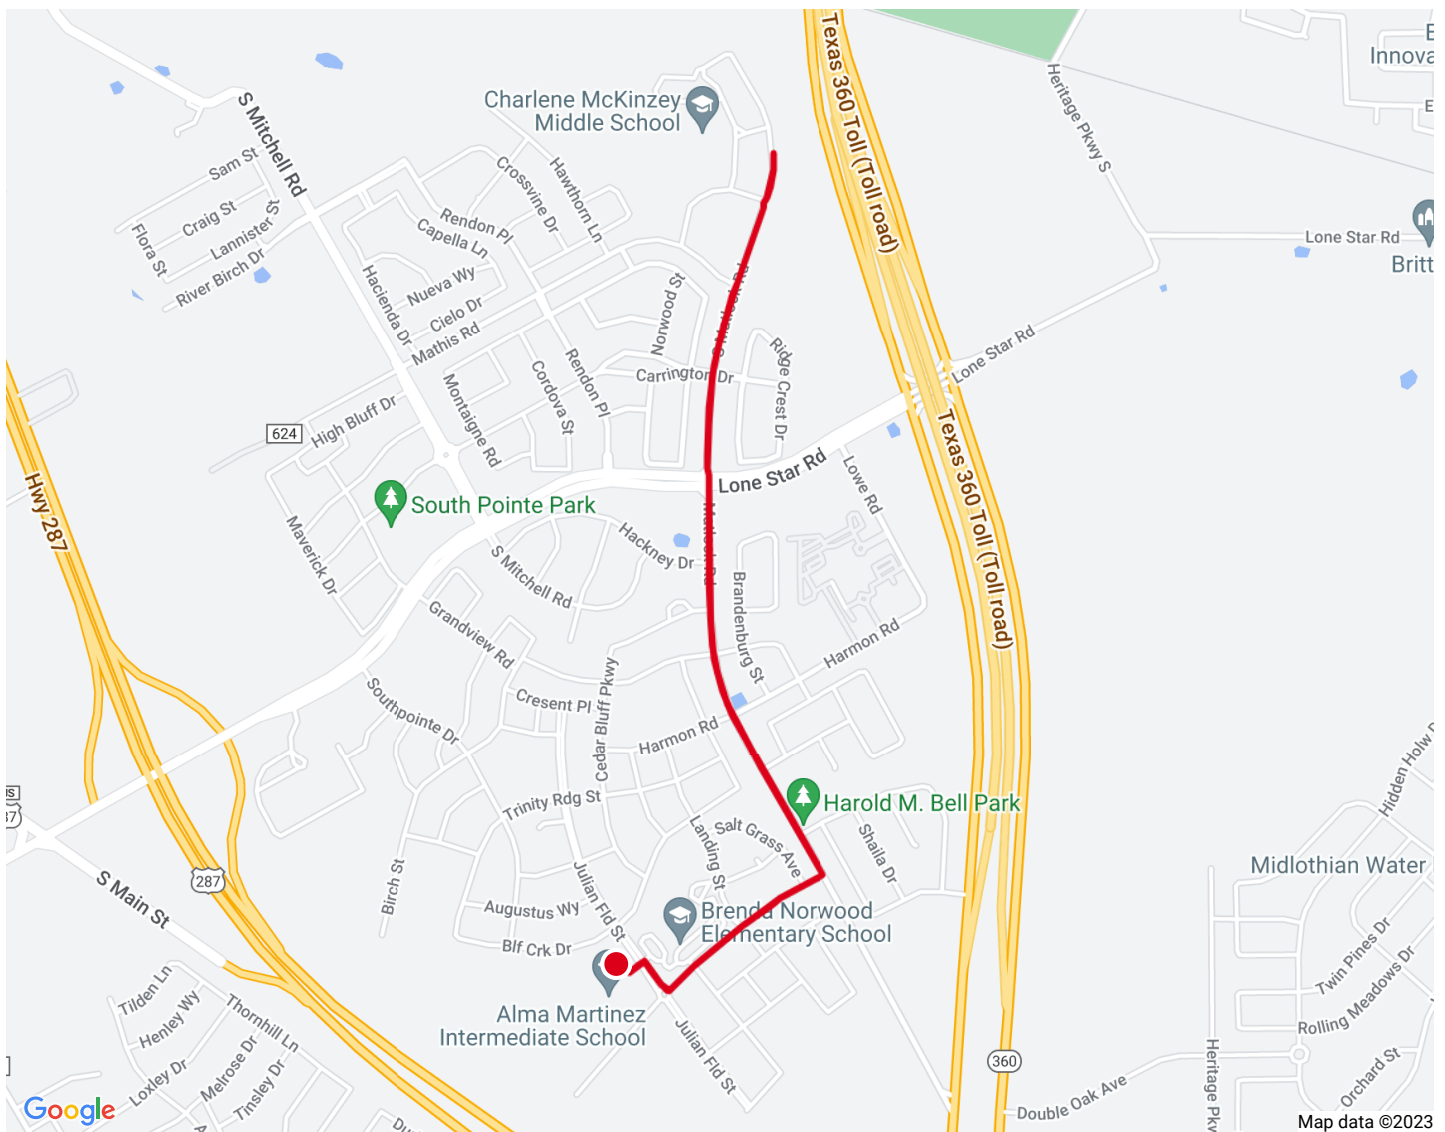 Texas 360 Toll (Toll road)
Innova
Charlene McKinzey
Middle School
Heritage Pkwy S
S Mitchell Rd
Sam St
Craig St
Lannister St
Flora St
River Birch Dr
Crossvine Dr
Hawthorn Ln
Rendon Pl
Capella Ln
Lone Star Rd
Britt
Nueva Wy
Hacienda Dr
Cielo Dr
Mathis Rd
Norwood St
S Matlock Rd
Ridge Crest Dr
Lone Star Rd
Rendon Pl
Carrington Dr
Cordova St
Montaigne Rd
High Bluff Dr
624
Texas 360 Toll (Toll road)
Hwy 287
South Pointe Park
Lone Star Rd
Lowe Rd
Matlock Rd
Maverick Dr
Hackney Dr
S Mitchell Rd
Brandenburg St
Grandview Rd
Harmon Rd
Cedar Bluff Pkwy
Southpointe Dr
Cresent Pl
Harmon Rd
Hidden Holw
US
Trinity Rdg St
Harold M. Bell Park
Landing St
Salt Grass Ave
Shaila Dr
Midlothian Water
287
Birch St
Julian Fld St
S Main St
Augustus Wy
Brenda Norwood
Elementary School
Blf Crk Dr
Twin Pines Dr
Rolling Meadows Dr
Tilden Ln
Henley Wy
Thornhill Ln
Alma Martinez
Intermediate School
Julian Fld St
Loxley Dr
Melrose Dr
Tinsley Dr
360
Heritage Pkw
Orchard St
Double Oak Ave
Google
Map data ©2023